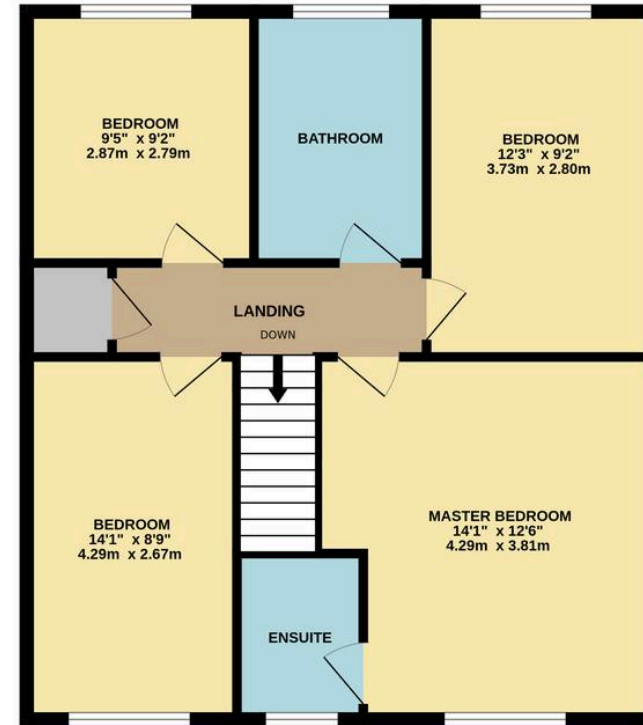 BEDROOM
9'5" x 9'2"
2.87m x 2.79m
BATHROOM
BEDROOM
12'3" x 9'2"
3.73m x 2.80m
LANDING
DOWN
BEDROOM
14'1" x 8'9"
4.29m x 2.67m
MASTER BEDROOM
14'1" x 12'6"
4.29m x 3.81m
ENSUITE